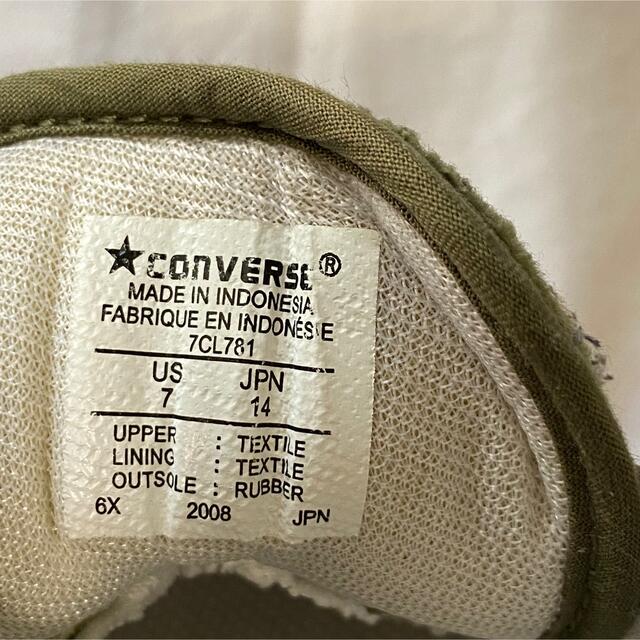 ★CONVERSE®
MADE IN INDONESIA
FABRIQUE EN INDONÉSIE
7CL781
US JPN
7 14
UPPER : TEXTILE
LINING : TEXTILE
OUTSOLE : RUBBER
6X 2008 JPN